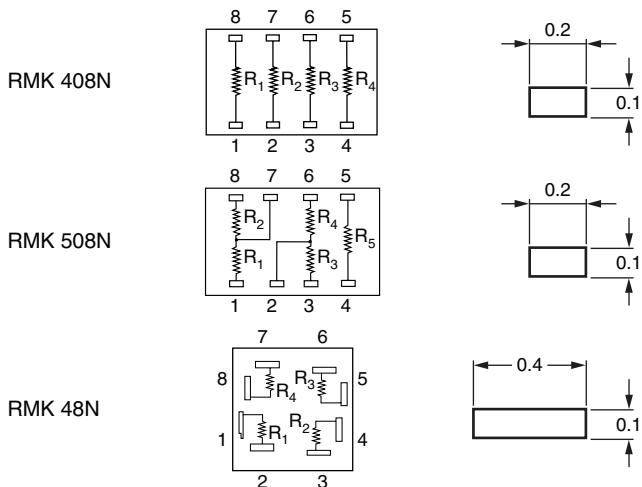 8 7 6 5
0.2
RMK 408N
R1 R2 R3 R4
0.1
1 2 3 4
8 7 6 5
0.2
R2 R4
R5
RMK 508N
R1 R3
0.1
1 2 3 4
7 6
0.4
8 R4 R3 5
RMK 48N
1 R1 R2 4
0.1
2 3